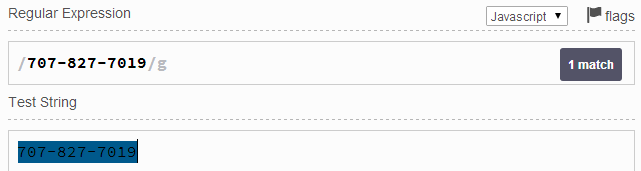 Regular Expression
Javascript flags
/707-827-7019/g
1 match
Test String
707-827-7019